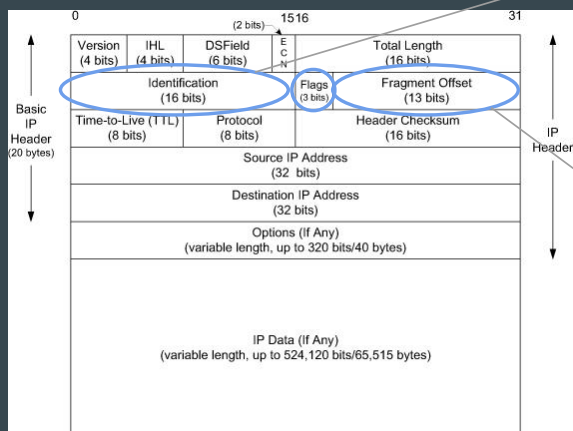 0
(2 bits)
15 16
31
Version
(4 bits)
IHL
(4 bits)
DSField
(6 bits)
E
C
N
Total Length
(16 bits)
Identification
(16 bits)
Flags
(3 bits)
Fragment Offset
(13 bits)
Basic
IP
Header
(20 bytes)
Time-to-Live (TTL)
(8 bits)
Protocol
(8 bits)
Header Checksum
(16 bits)
IP
Header
Source IP Address
(32 bits)
Destination IP Address
(32 bits)
Options (If Any)
(variable length, up to 320 bits/40 bytes)
IP Data (If Any)
(variable length, up to 524,120 bits/65,515 bytes)